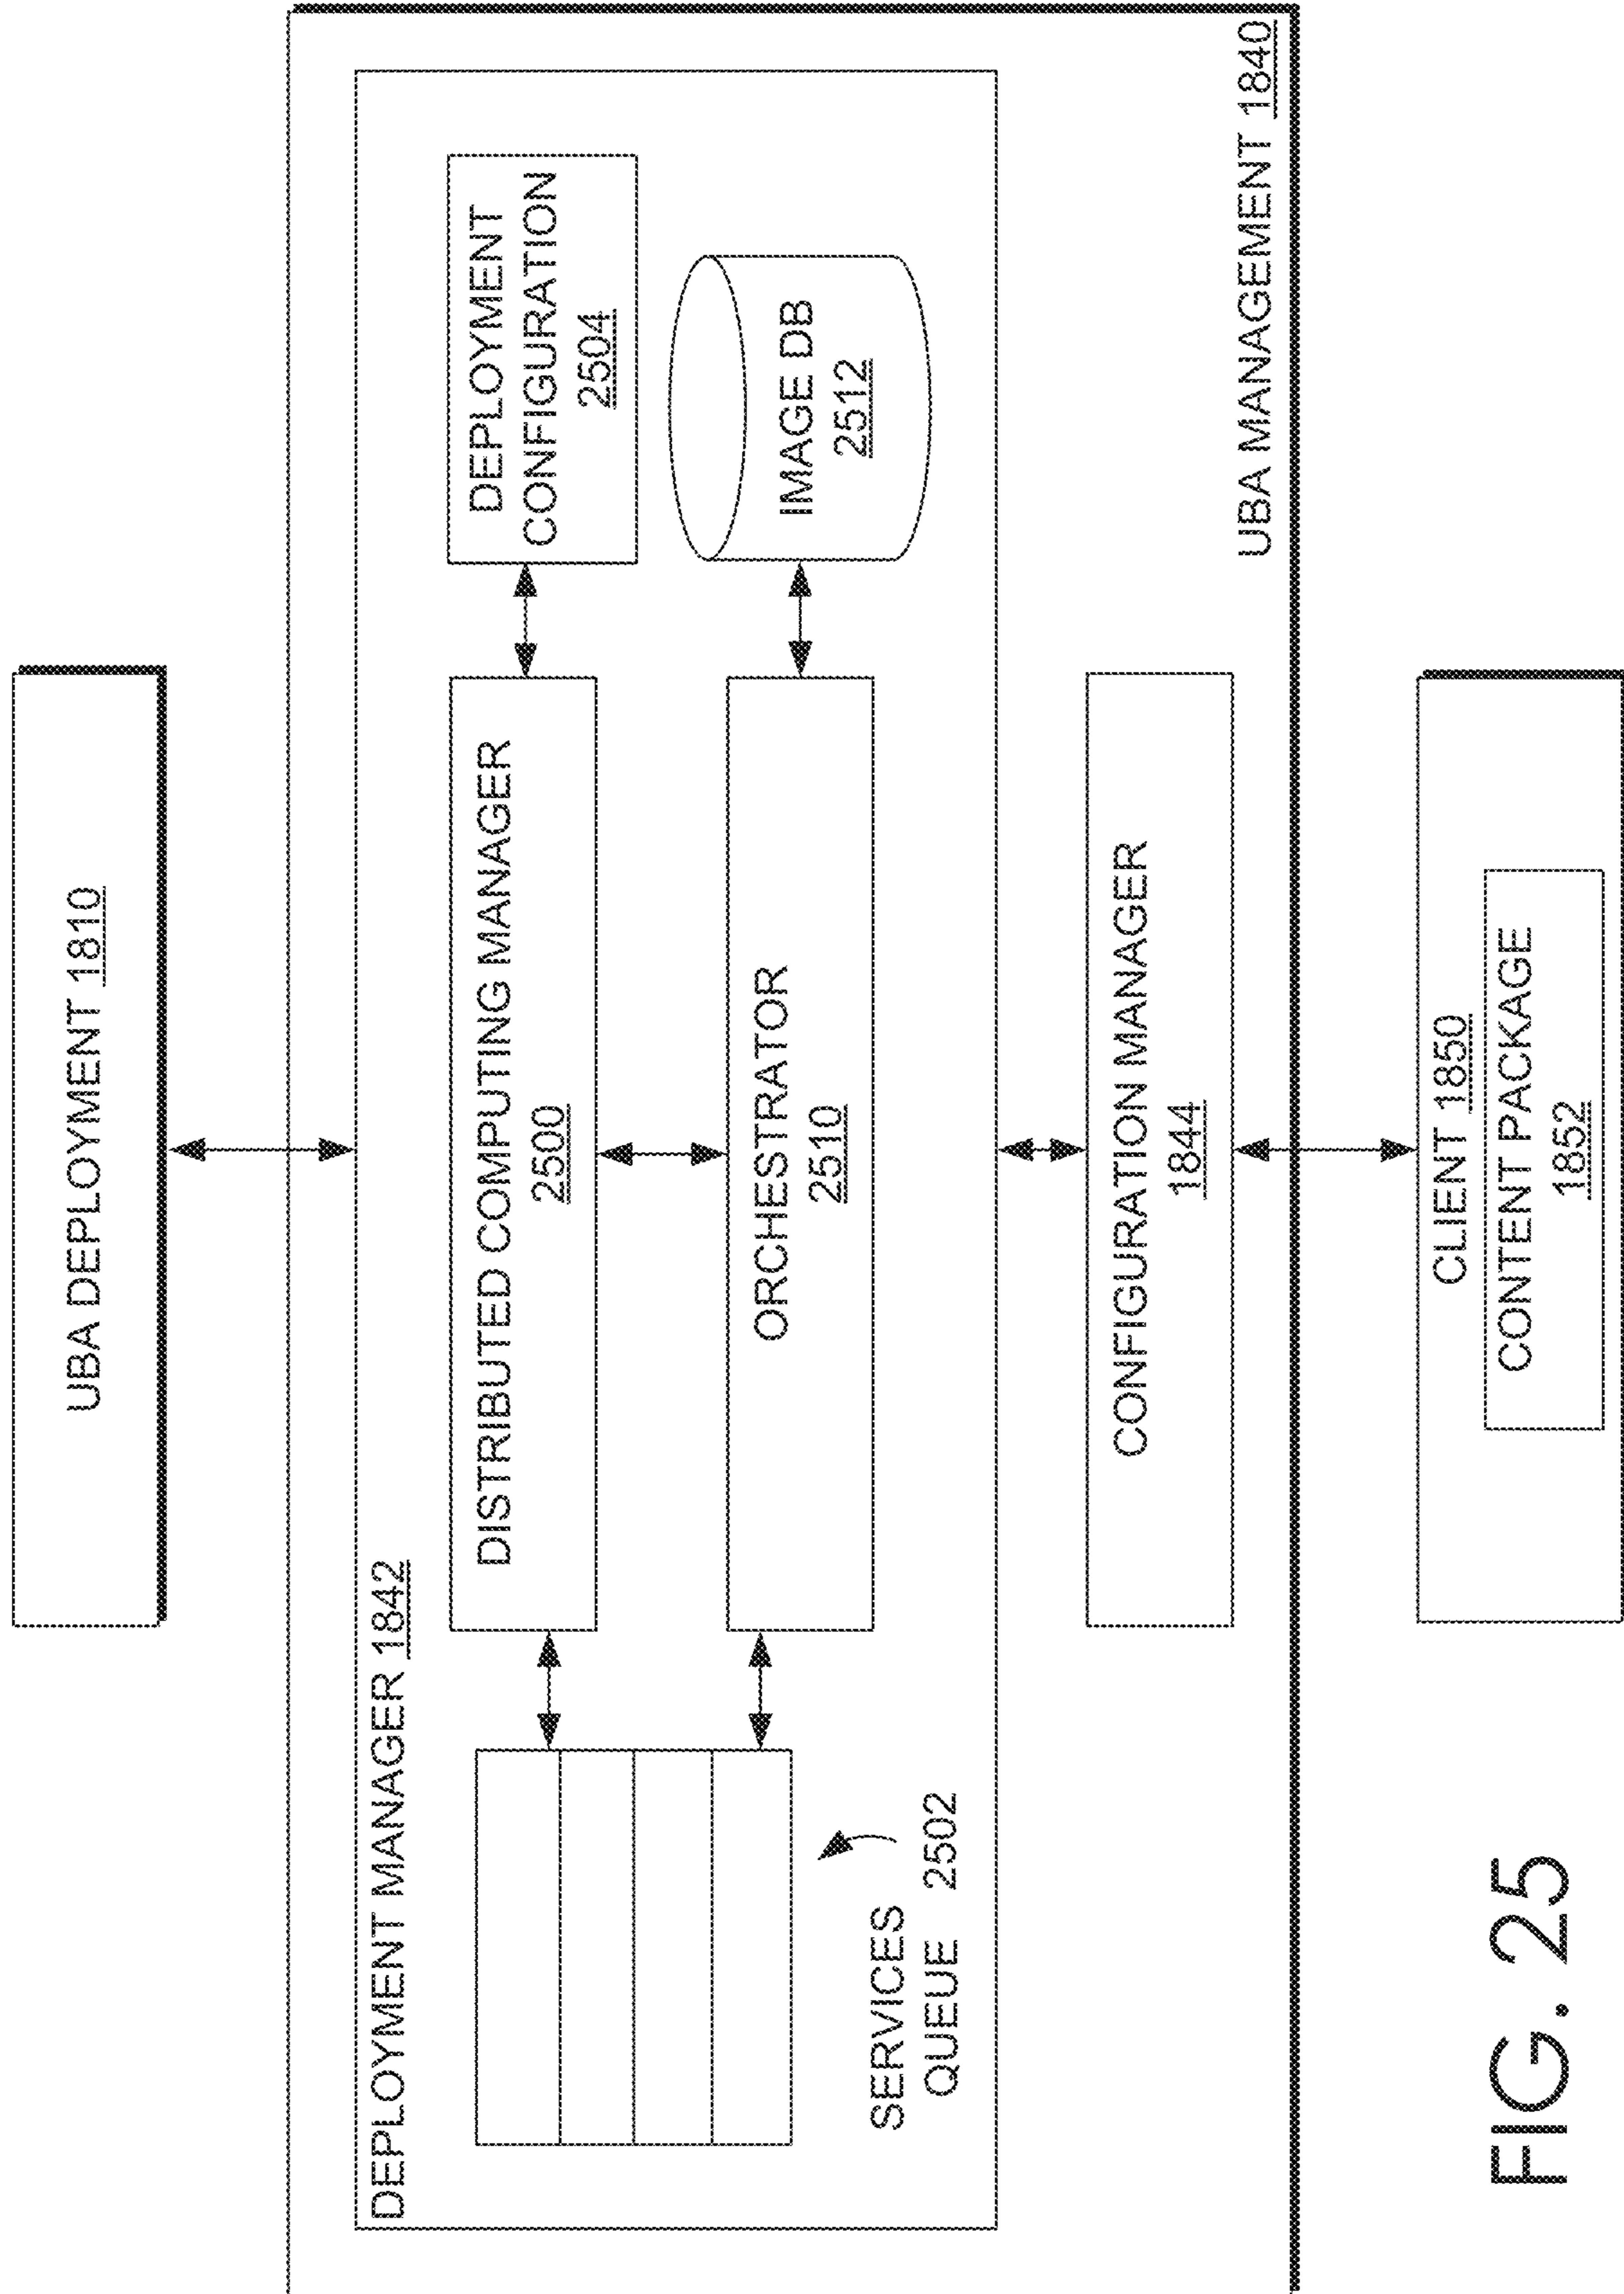 UBA DEPLOYMENT 1810
DEPLOYMENT MANAGER 1842
DISTRIBUTED COMPUTING MANAGER
2500
DEPLOYMENT
CONFIGURATION
2504
ORCHESTRATOR
2510
IMAGE DB
2512
SERVICES
QUEUE 2502
CONFIGURATION MANAGER
1844
UBA MANAGEMENT 1840
CLIENT 1850
CONTENT PACKAGE
1852
FIG. 25